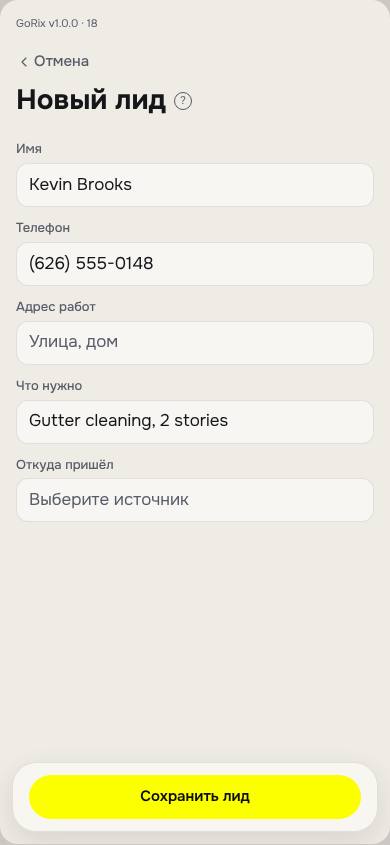 GoRix v1.0.0 · 18
Отмена
Новый лид ?
Имя
Kevin Brooks
Телефон
(626) 555-0148
Адрес работ
Улица, дом
Что нужно
Gutter cleaning, 2 stories
Откуда пришёл
Выберите источник
Сохранить лид